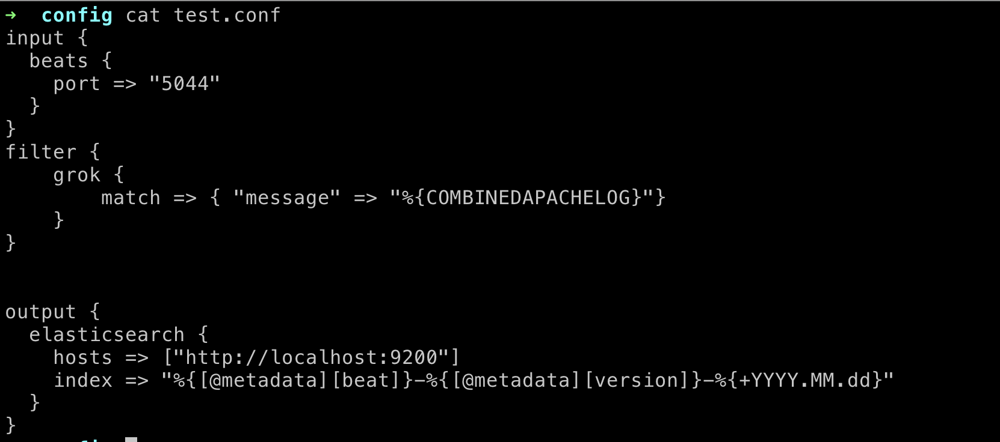 ➜  config cat test.conf
input {
  beats {
    port => "5044"
  }
}
filter {
    grok {
        match => { "message" => "%{COMBINEDAPACHELOG}"}
    }
}

output {
  elasticsearch {
    hosts => ["http://localhost:9200"]
    index => "%{[@metadata][beat]}-%{[@metadata][version]}-%{+YYYY.MM.dd}"
  }
}